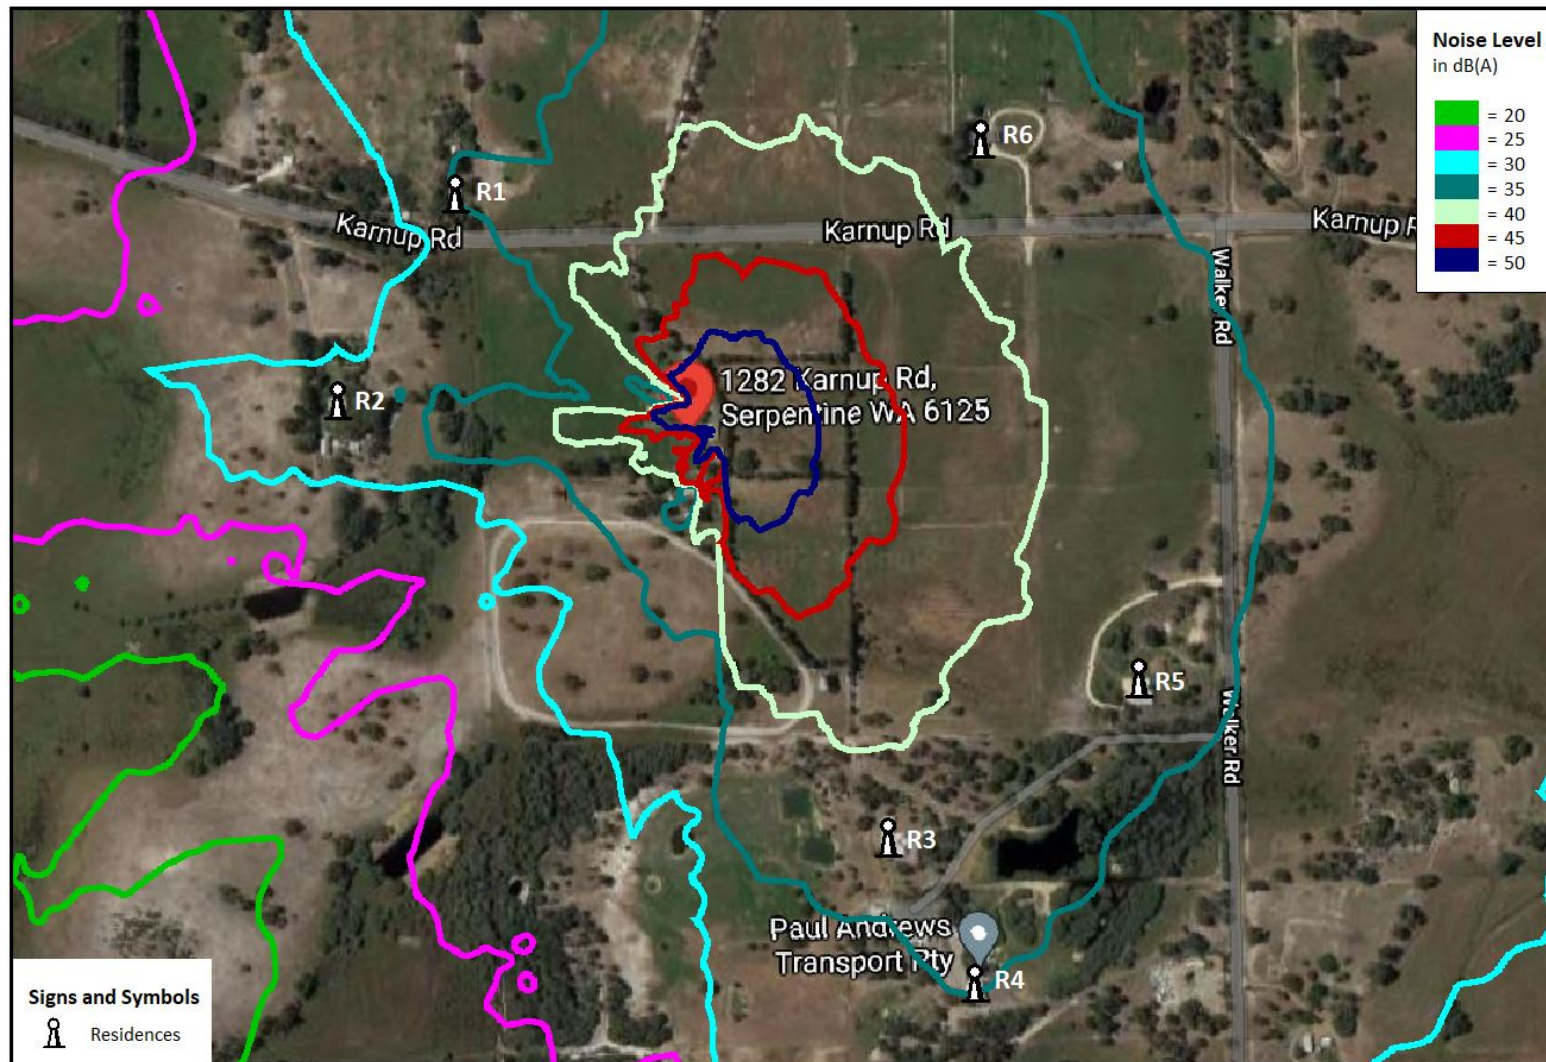 Noise Level
in dB(A)
= 20
= 25
= 30
= 35
= 40
= 45
= 50
R6
R1
Karnup Rd
Karnup Rd
Karnup R
Walker Rd
1282 Karnup Rd,
Serpentine WA 6125
R2
R5
Walker Rd
R3
Paul Andrews
Transport Pty
R4
Signs and Symbols
Residences